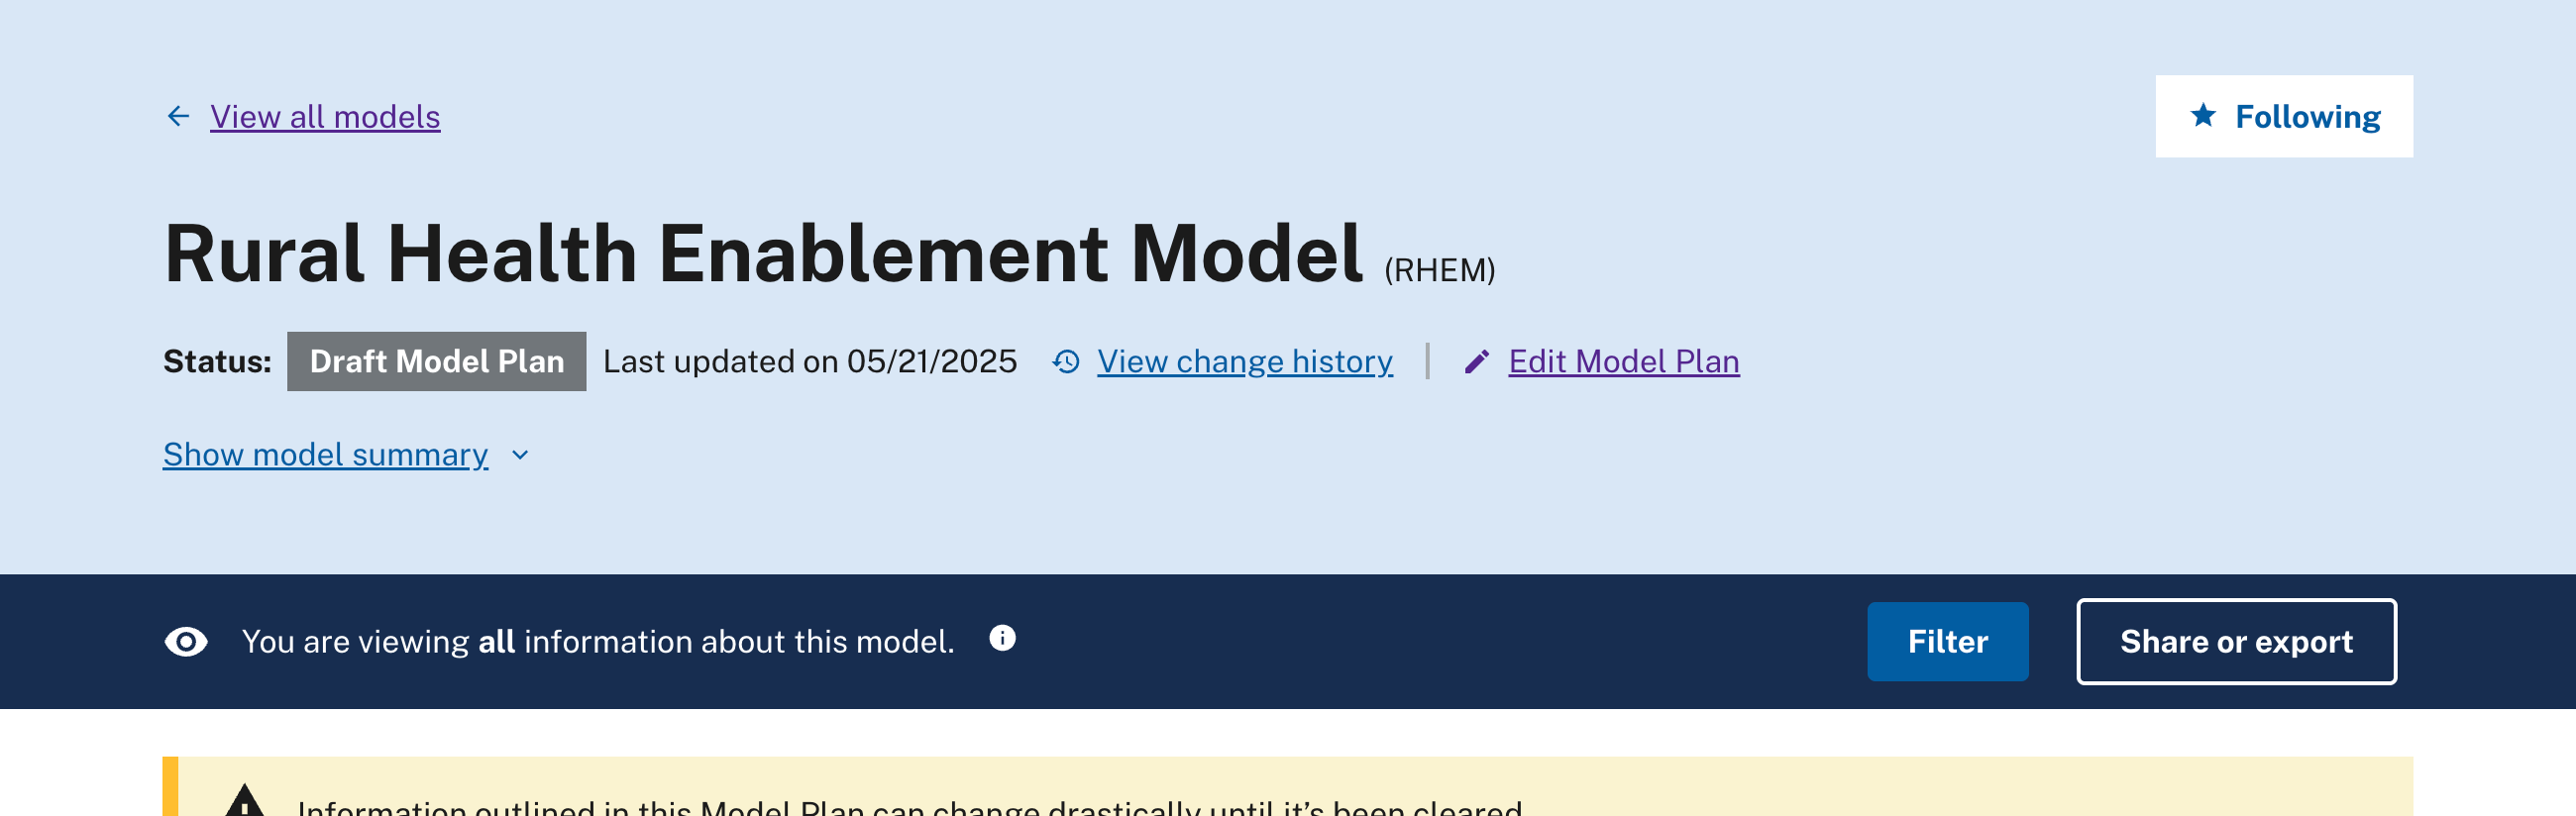 View all models
Following
Rural Health Enablement Model (RHEM)
Status: Draft Model Plan Last updated on 05/21/2025 View change history | Edit Model Plan
Show model summary
You are viewing all information about this model.
Filter
Share or export
Information outlined in this Model Plan can change drastically until it’s been cleared.